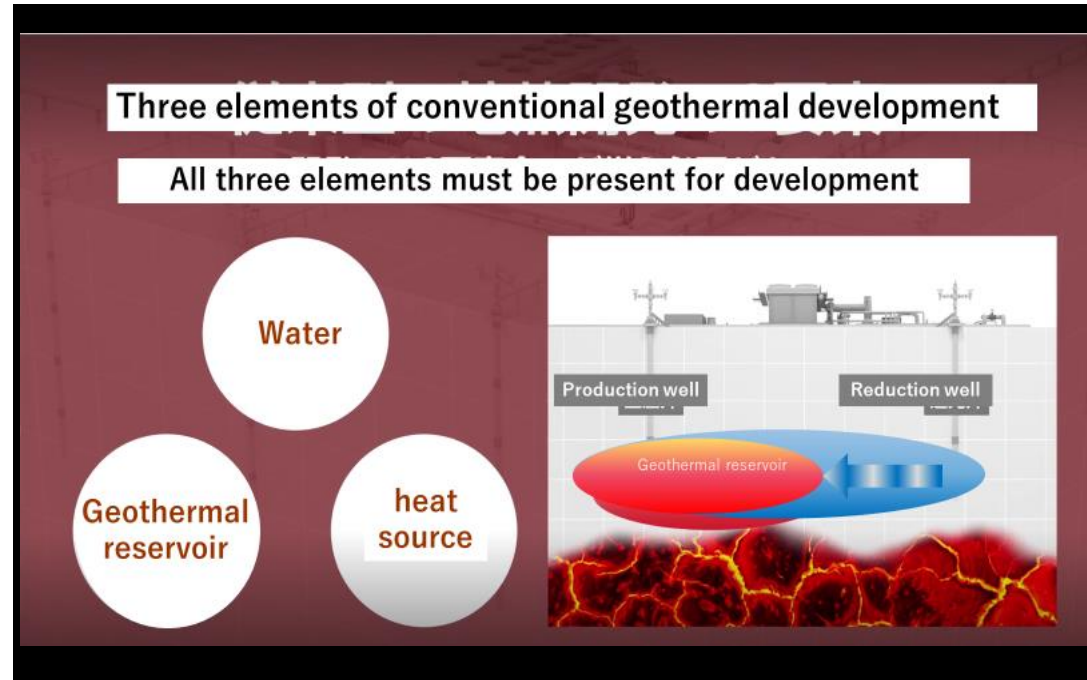 Three elements of conventional geothermal development
All three elements must be present for development
Water
Geothermal
reservoir
heat
source
Production well
Reduction well
Geothermal reservoir